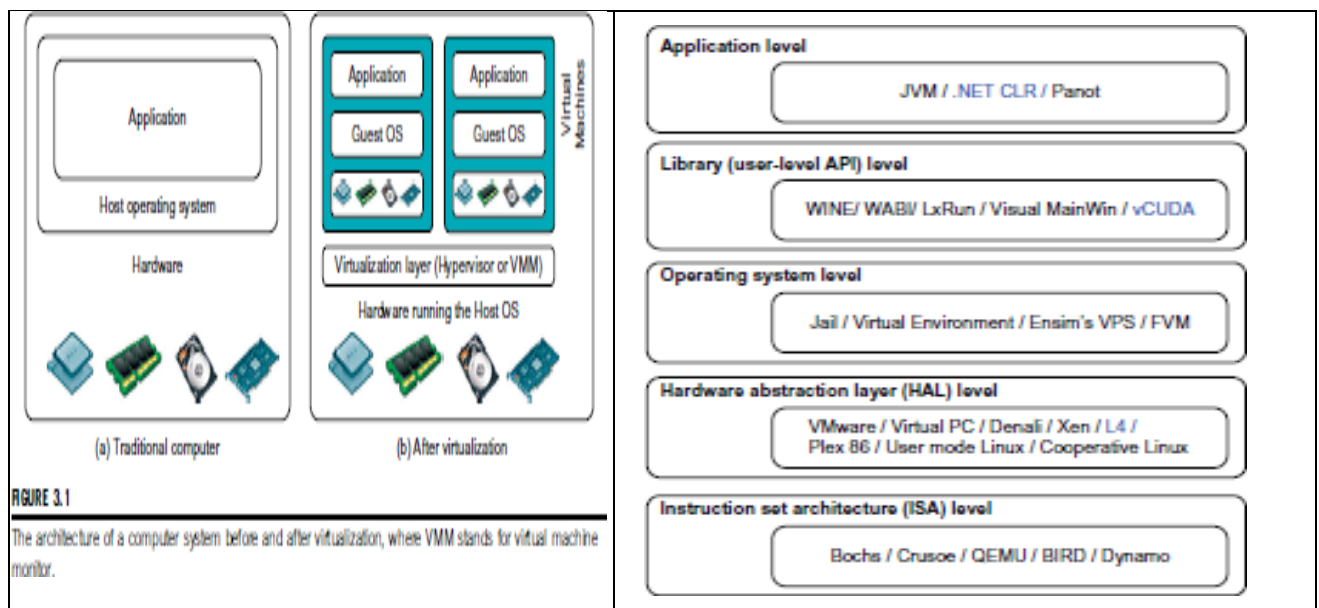 Application
Host operating system
Hardware
(a) Traditional computer
Application
Guest OS
Application
Guest OS
Virtual
Machines
Virtualization layer (Hypervisor or VMM)
Hardware running the Host OS
(b) After virtualization
FIGURE 3.1
The architecture of a computer system before and after virtualization, where VMM stands for virtual machine
monitor.
Application level
JVM / .NET CLR / Panot
Library (user-level API) level
WINE/ WABI/ LxRun / Visual MainWin / vCUDA
Operating system level
Jail / Virtual Environment / Ensim's VPS / FVM
Hardware abstraction layer (HAL) level
VMware / Virtual PC / Denali / Xen / L4 /
Plex 86 / User mode Linux / Cooperative Linux
Instruction set architecture (ISA) level
Bochs / Crusoe / QEMU / BIRD / Dynamo